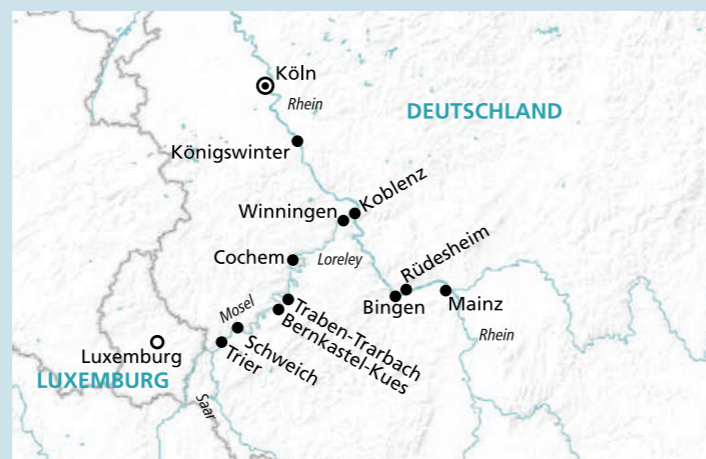 Köln
Rhein
DEUTSCHLAND
Königswinter
Koblenz
Winningen
Cochem
Loreley
Rüdesheim
Bingen
Mainz
Mosel
Traben-Trarbach
Bernkastel-Kues
Rhein
Schweich
Luxemburg
Trier
LUXEMBURG
Saar